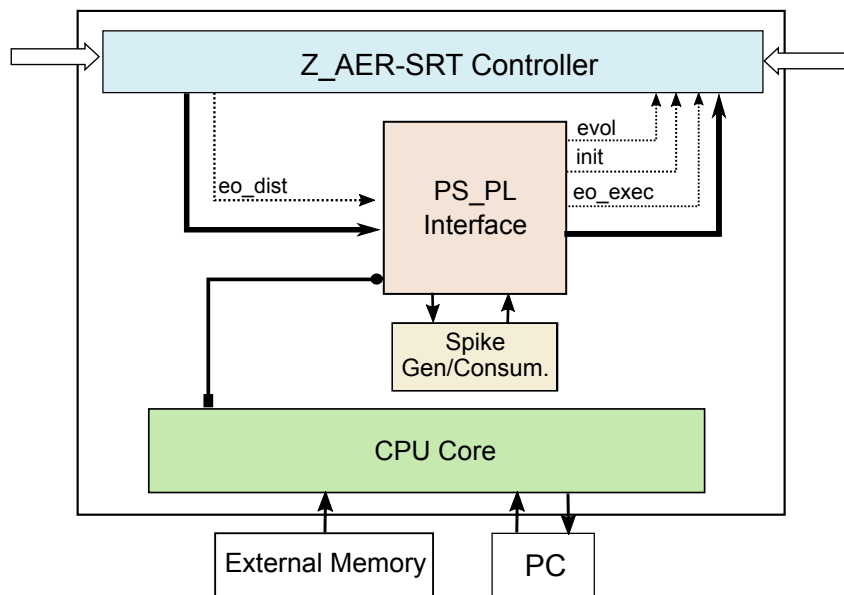 Z_AER-SRT Controller
evol
init
eo_exec
eo_dist
PS_PL
Interface
Spike
Gen/Consum.
CPU Core
External Memory
PC